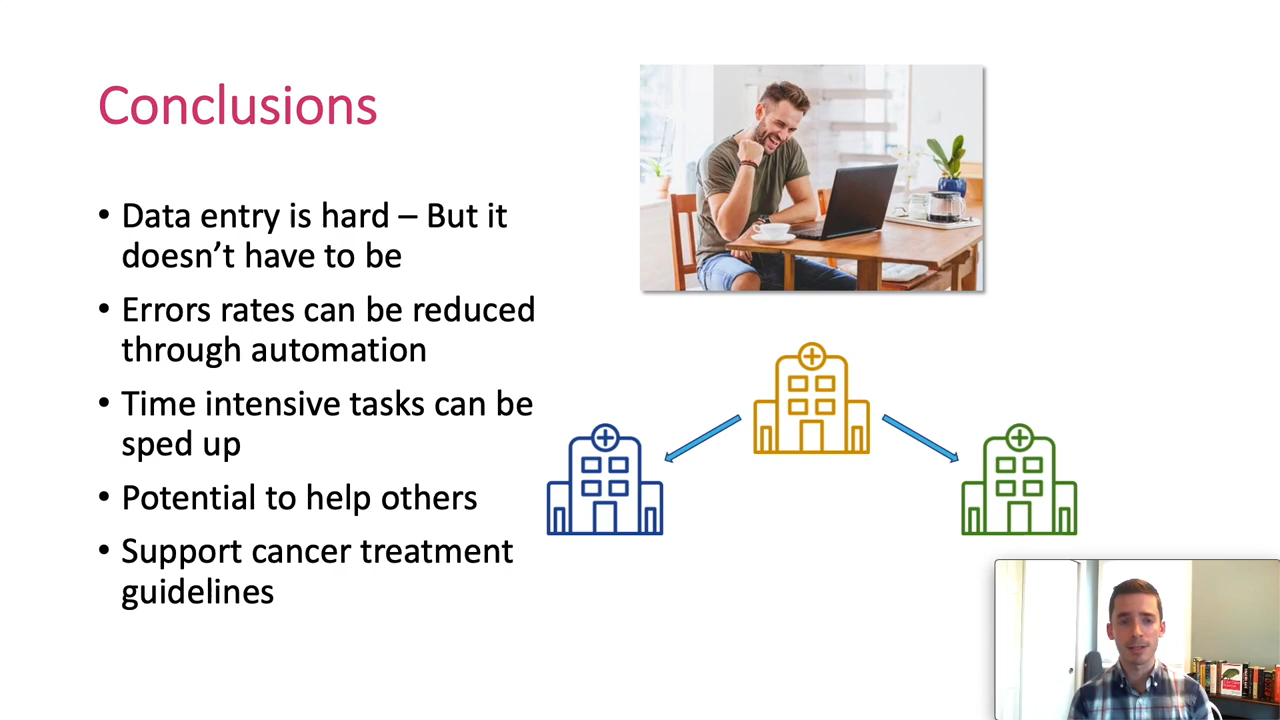 Conclusions
• Data entry is hard – But it
doesn't have to be
• Errors rates can be reduced
through automation
• Time intensive tasks can be
sped up
• Potential to help others
• Support cancer treatment
guidelines